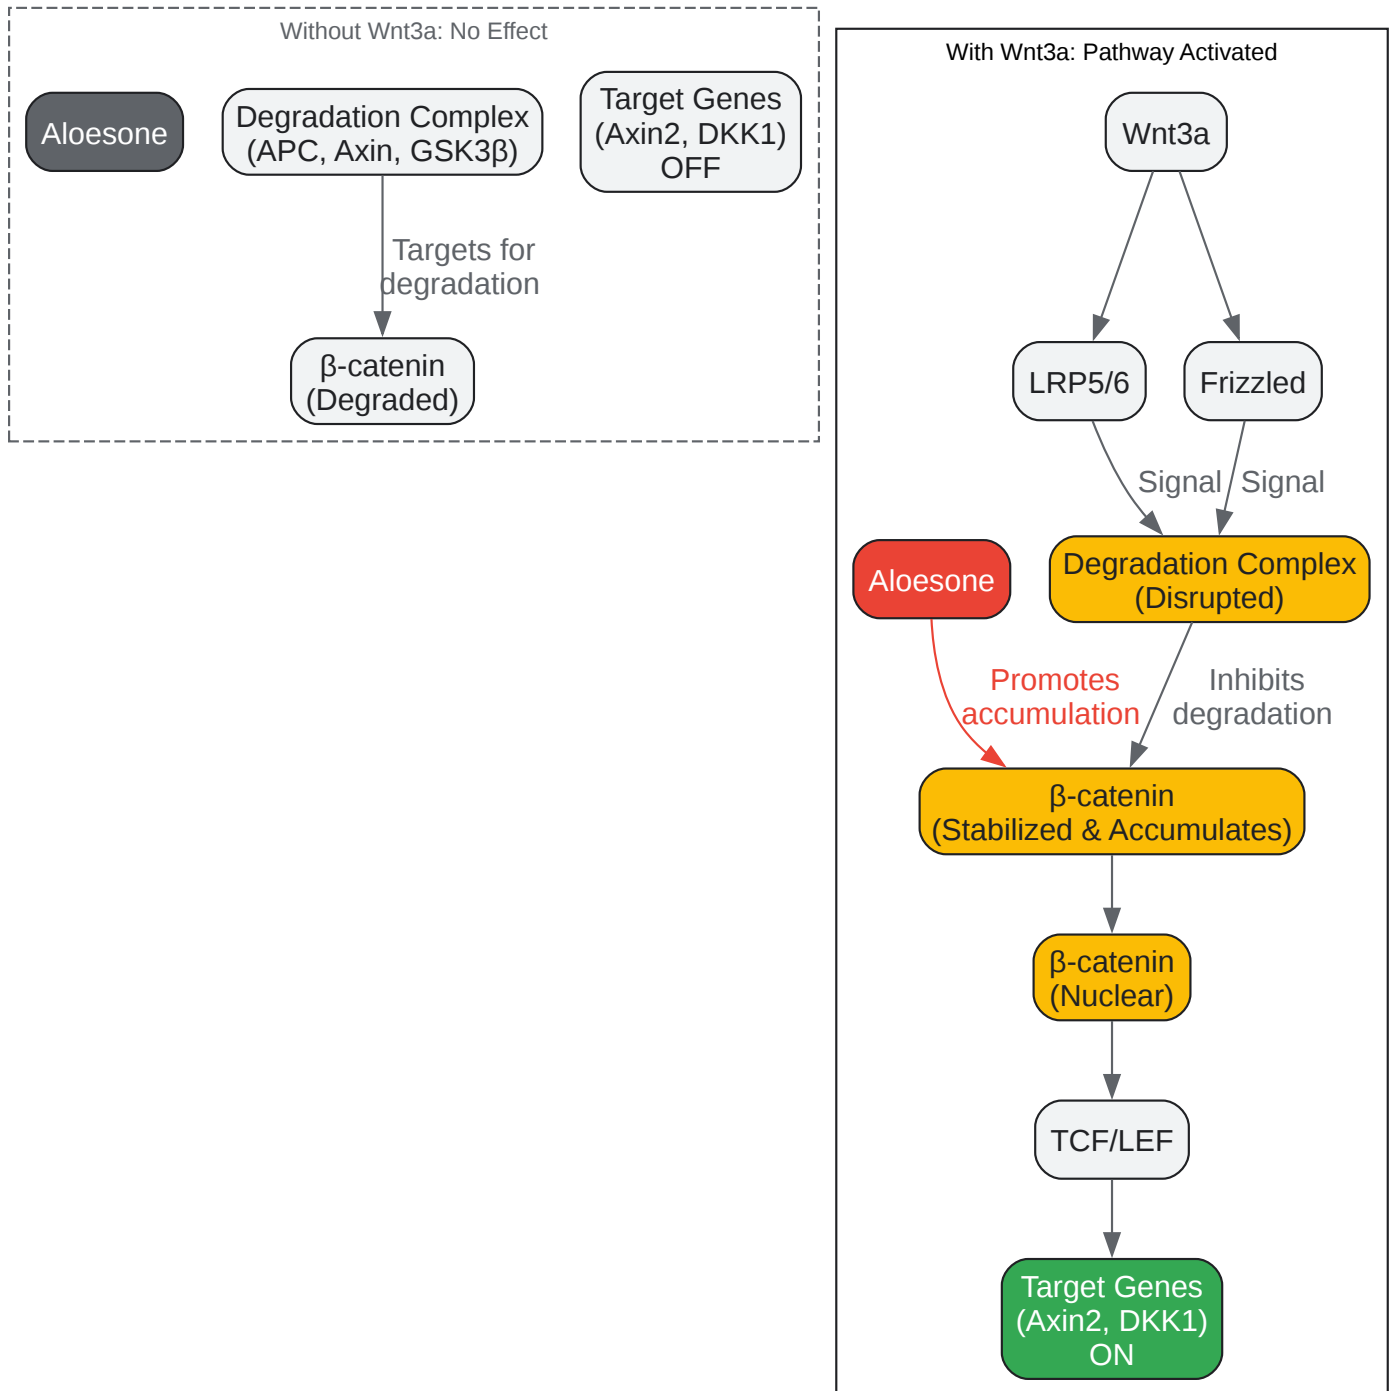 Without Wnt3a: No Effect
Aloesone
Degradation Complex
(APC, Axin, GSK3β)
Target Genes
(Axin2, DKK1)
OFF
Targets for
degradation
β-catenin
(Degraded)
With Wnt3a: Pathway Activated
Wnt3a
LRP5/6
Frizzled
Signal
Signal
Aloesone
Degradation Complex
(Disrupted)
Promotes
accumulation
Inhibits
degradation
β-catenin
(Stabilized & Accumulates)
β-catenin
(Nuclear)
TCF/LEF
Target Genes
(Axin2, DKK1)
ON